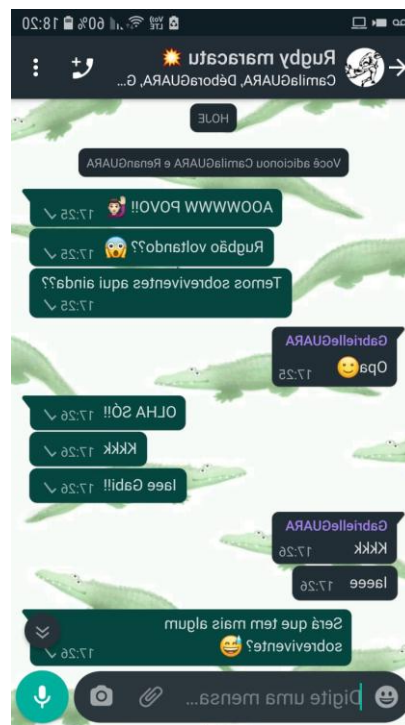 18:20 60%
Rugby maracatu 💥
CamilaGUARA, DéboraGUARA, G...
HOJE
Você adicionou CamilaGUARA e RenanGUARA
AOOWWWW POVO!! 🙋🏻‍♂️ 17:25
Rugbão voltando?? 😱 17:25
Temos sobreviventes aqui ainda??
17:25
GabrielleGUARA
Opa🙂 17:25
OLHA SÓ!! 17:26
Kkkk 17:26
Iaee Gabi!! 17:26
GabrielleGUARA
Kkkk 17:26
Iaeee 17:26
Será que tem mais algum
sobrevivente? 😅 17:26
Digite uma mensa...